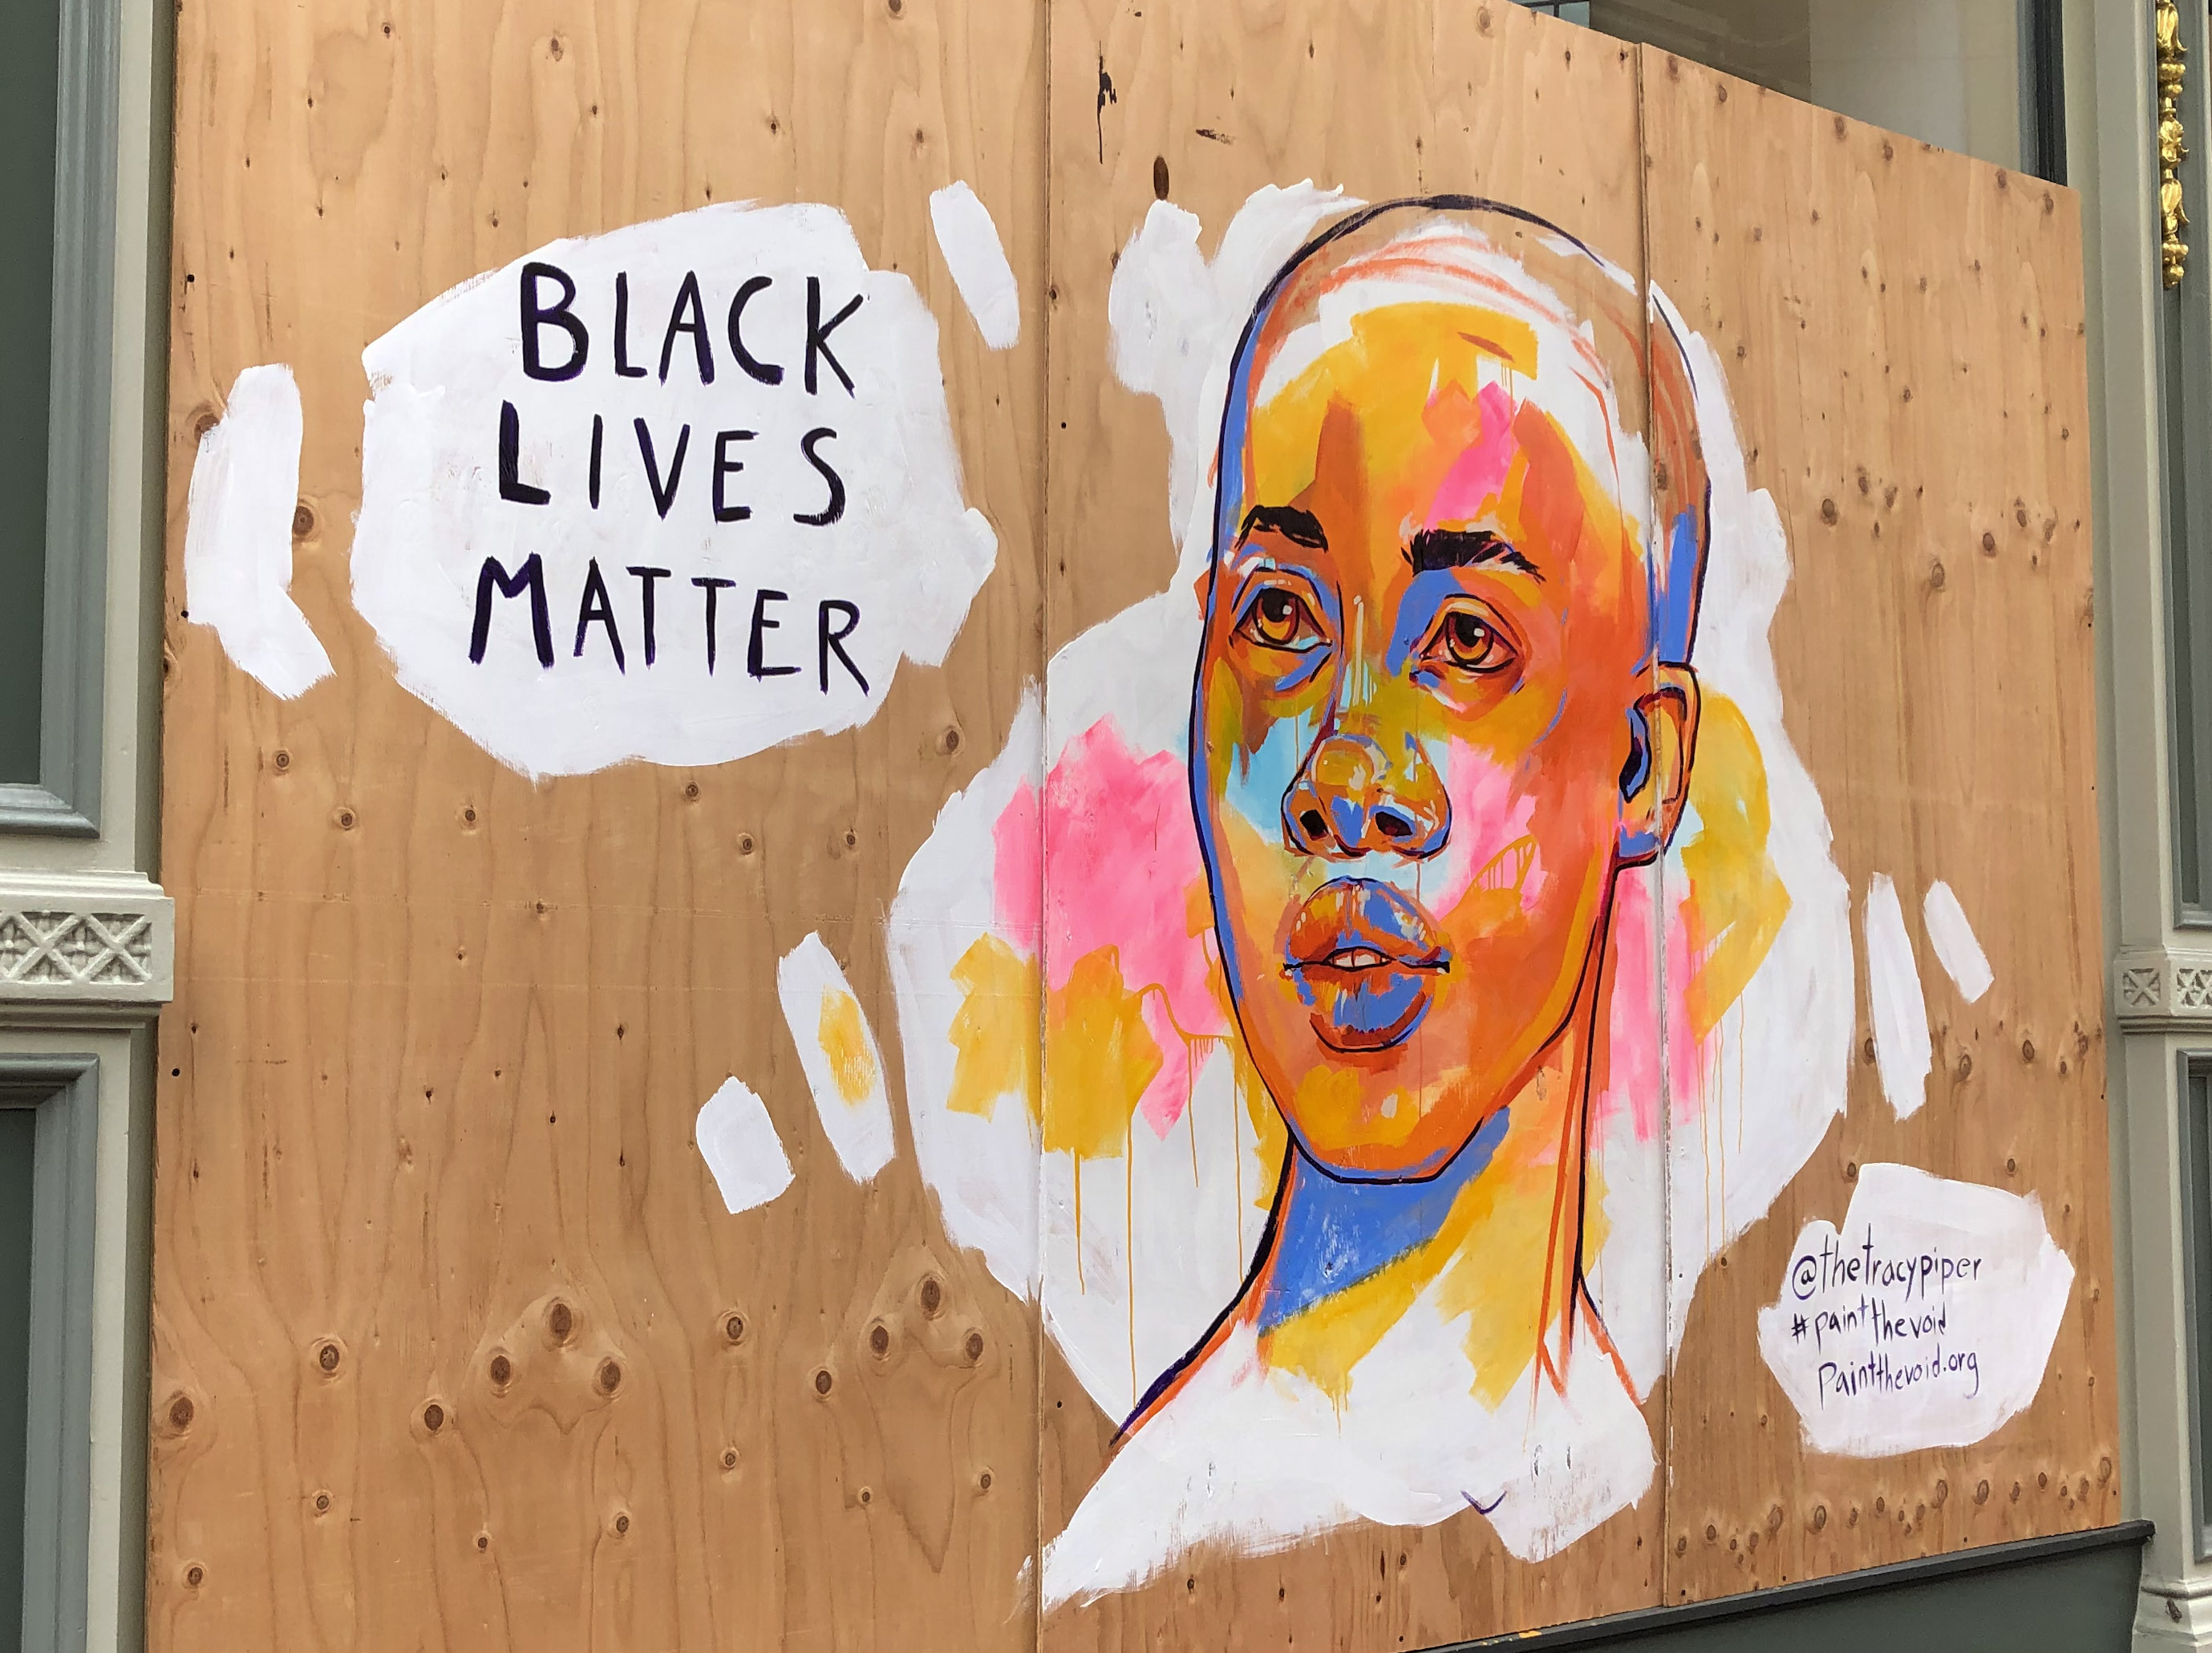 BLACK
LIVES
MATTER
@thetracypiper
#paintthevoid
paintthevoid.org